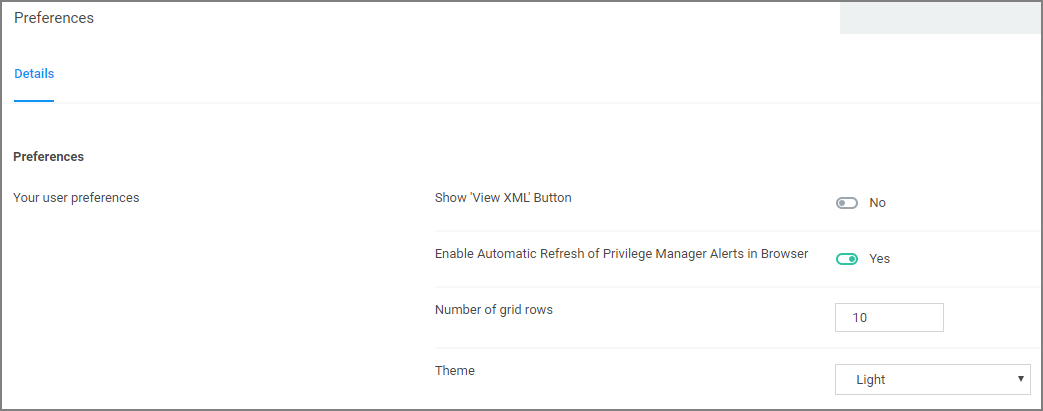 Preferences
Details
Preferences
Your user preferences
Show 'View XML' Button
No
Enable Automatic Refresh of Privilege Manager Alerts in Browser
Yes
Number of grid rows
10
Theme
Light